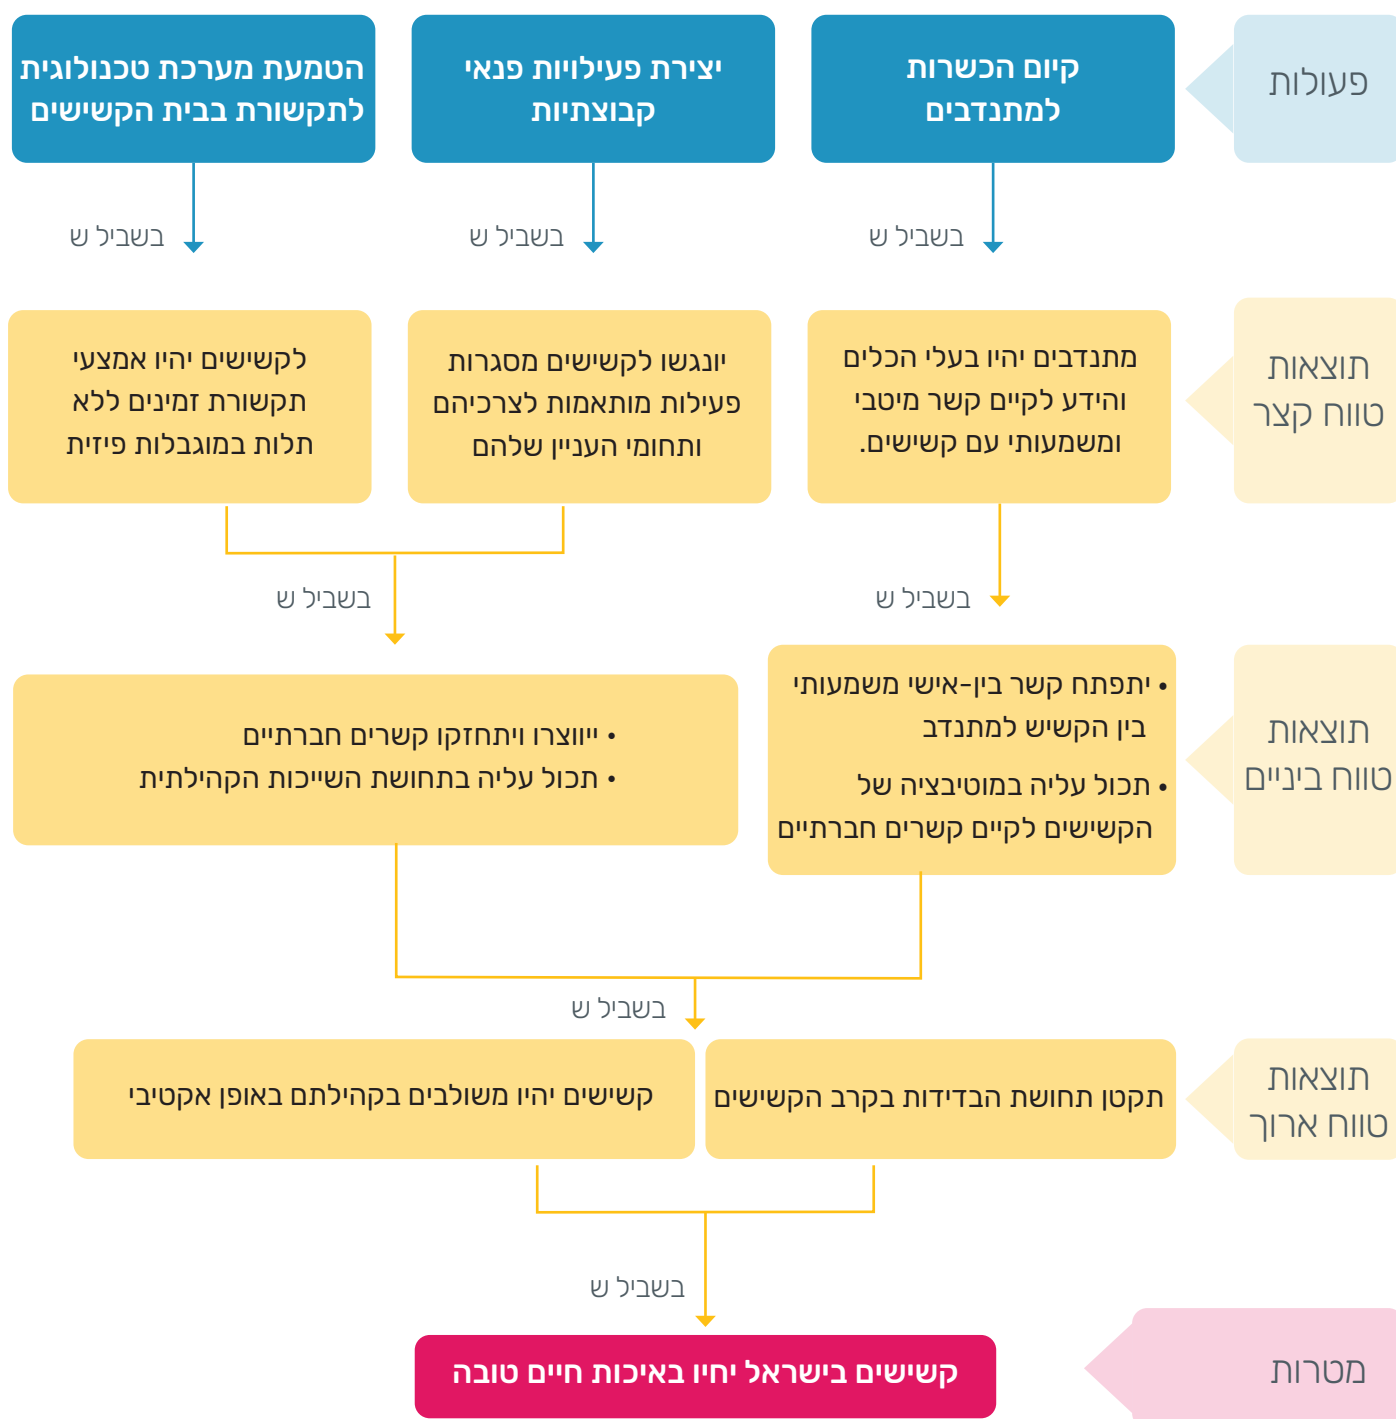 פעולות
קיום הכשרות
למתנדבים
יצירת פעילויות פנאי
קבוצתיות
הטמעת מערכת טכנולוגית
לתקשורת בבית הקשישים
בשביל ש
בשביל ש
בשביל ש
תוצאות
טווח קצר
מתנדבים יהיו בעלי הכלים
והידע לקיים קשר מיטבי
ומשמעותי עם קשישים.
יונגשו לקשישים מסגרות
פעילות מותאמות לצרכיהם
ותחומי העניין שלהם
לקשישים יהיו אמצעי
תקשורת זמינים ללא
תלות במוגבלות פיזית
בשביל ש
בשביל ש
תוצאות
טווח ביניים
• יתפתח קשר בין-אישי משמעותי
בין הקשיש למתנדב
• תכול עליה במוטיבציה של
הקשישים לקיים קשרים חברתיים
• ייווצרו ויתחזקו קשרים חברתיים
• תכול עליה בתחושת השייכות הקהילתית
בשביל ש
תוצאות
טווח ארוך
תקטן תחושת הבדידות בקרב הקשישים
קשישים יהיו משולבים בקהילתם באופן אקטיבי
בשביל ש
מטרות
קשישים בישראל יחיו באיכות חיים טובה